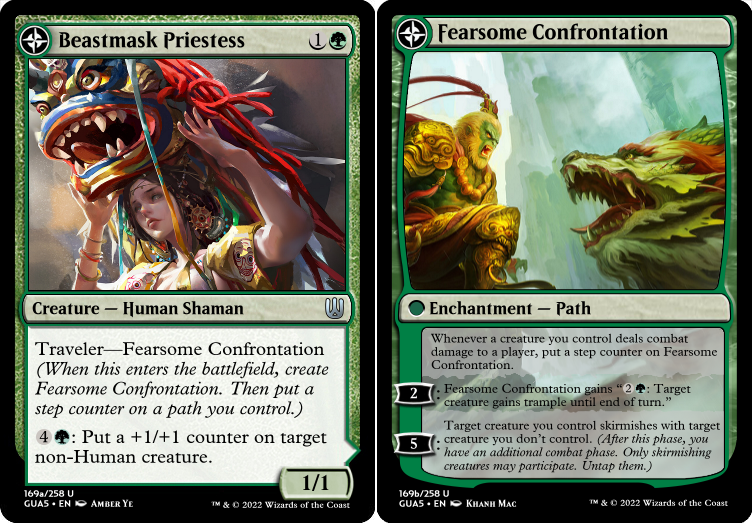 Beastmask Priestess 1
Traveler—Fearsome Confrontation
Creature — Human Shaman
(When this enters the battlefield, create
Fearsome Confrontation. Then put a
step counter on a path you control.)
4 : Put a +1/+1 counter on target
non-Human creature.
1/1
169a/258 U
GUA5 • EN Amber Ye
™ & © 2022 Wizards of the Coast
Fearsome Confrontation
Enchantment — Path
Whenever a creature you control deals combat
damage to a player, put a step counter on Fearsome
Confrontation.
2 : Fearsome Confrontation gains “2 : Target
creature gains trample until end of turn.”
5 :
Target creature you control skirmishes with target
creature you don't control. (After this phase, you
have an additional combat phase. Only skirmishing
creatures may participate. Untap them.)
169b/258 U
GUA5 • EN Khanh Mac
™ & © 2022 Wizards of the Coast